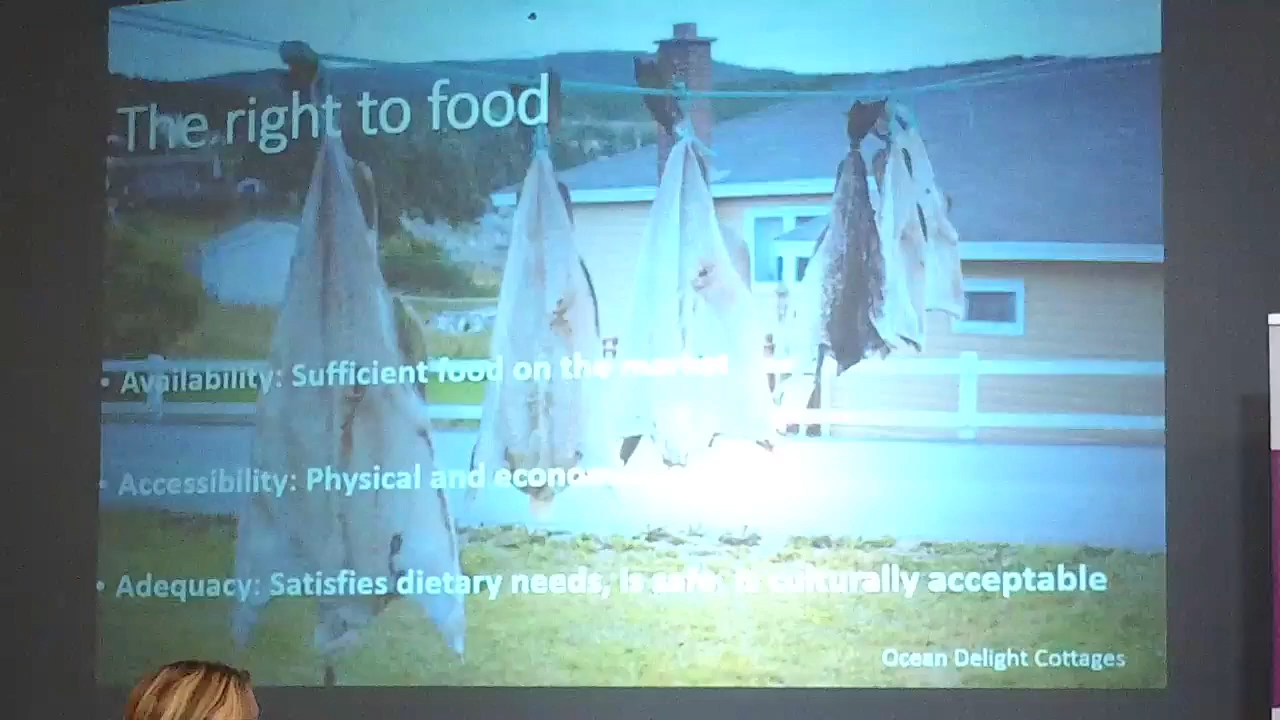 The right to food
• Availability: Sufficient food on the market
• Accessibility: Physical and
• Adequacy: Satisfies dietary needs, is safe, is culturally acceptable
Ocean Delight Cottages